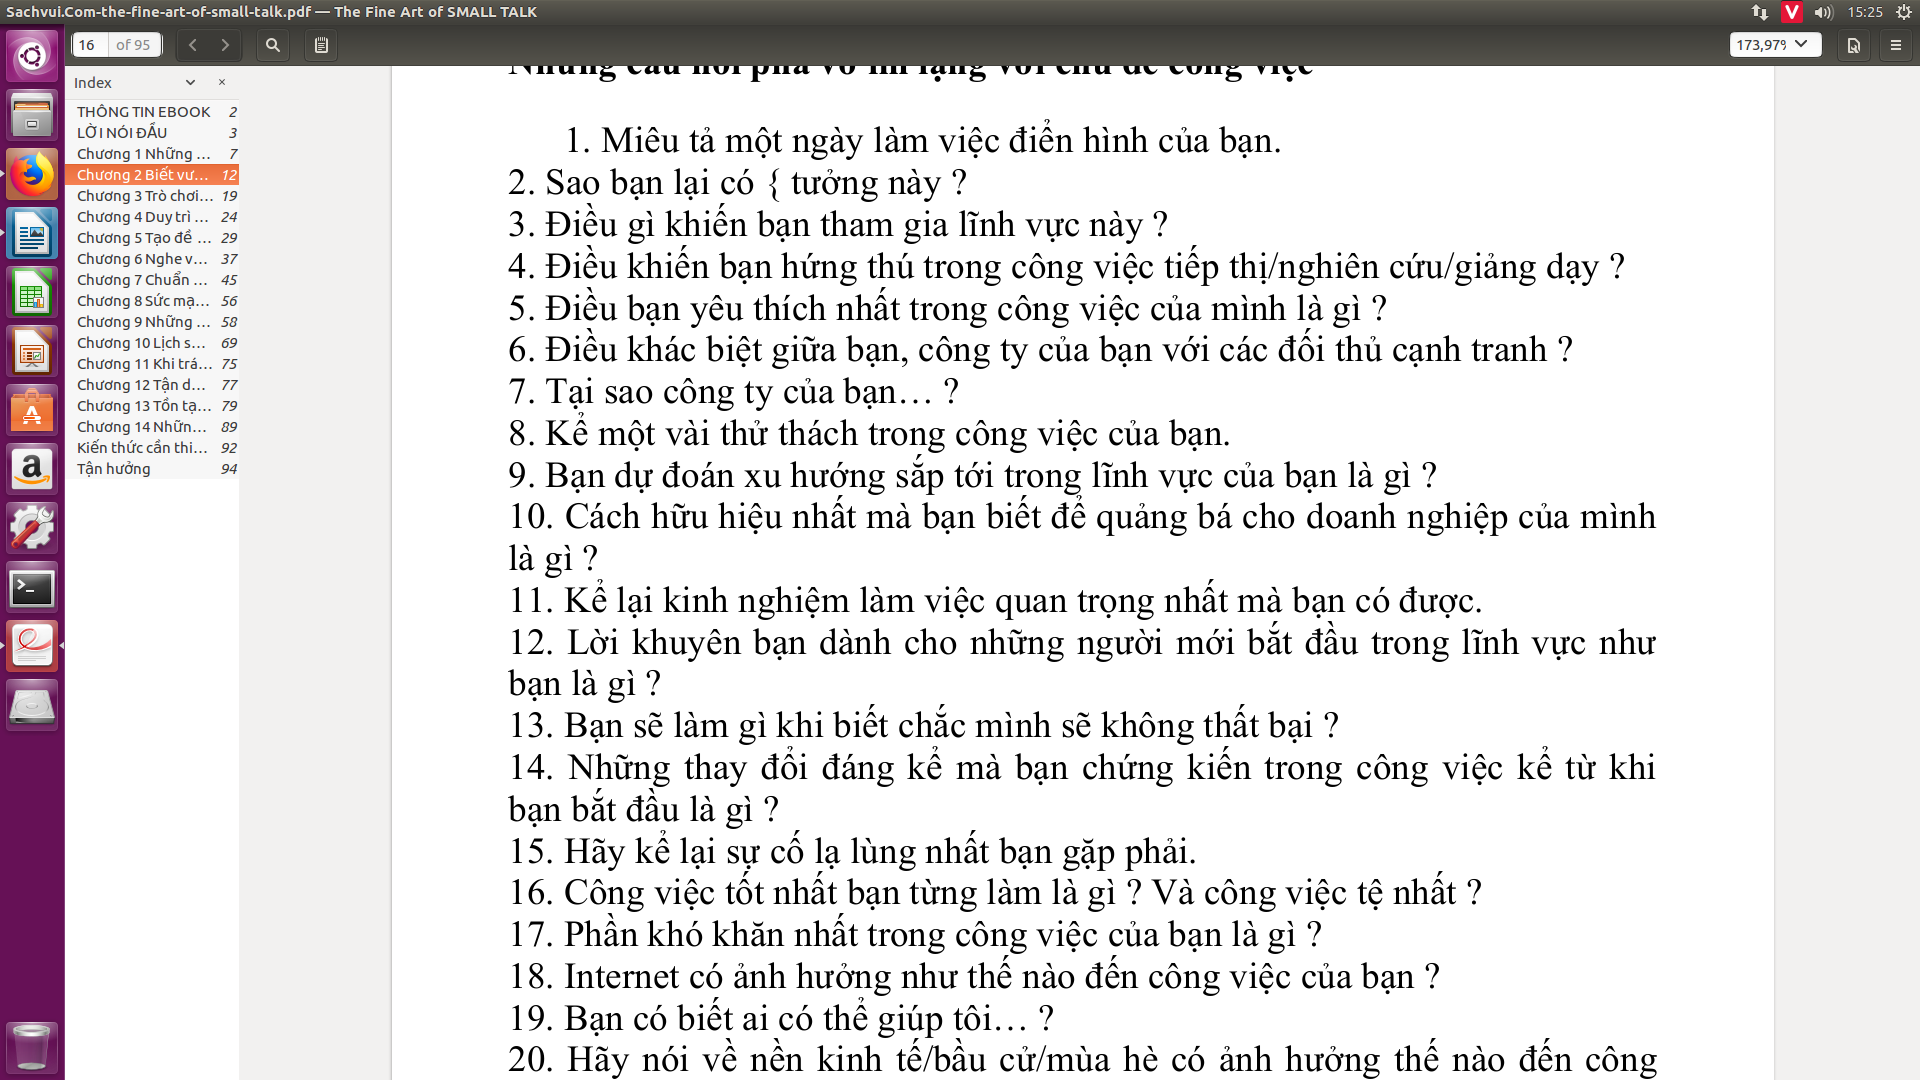 Sachvui.Com-the-fine-art-of-small-talk.pdf — The Fine Art of SMALL TALK
V
15:25
16 of 95
173,97%
Index
THÔNG TIN EBOOK 2
LỜI NÓI ĐẦU 3
Chương 1 Những ... 7
Chương 2 Biết vư... 12
Chương 3 Trò chơi... 19
Chương 4 Duy trì ... 24
Chương 5 Tạo đề ... 29
Chương 6 Nghe v... 37
Chương 7 Chuẩn ... 45
Chương 8 Sức mạ... 56
Chương 9 Những ... 58
Chương 10 Lịch s... 69
Chương 11 Khi trá... 75
Chương 12 Tận d... 77
Chương 13 Tồn tạ... 79
Chương 14 Nhữn... 89
Kiến thức cần thi... 92
Tận hưởng 94
Những câu hỏi phá vỡ im lặng với chủ đề công việc
1. Miêu tả một ngày làm việc điển hình của bạn.
2. Sao bạn lại có { tưởng này ?
3. Điều gì khiến bạn tham gia lĩnh vực này ?
4. Điều khiến bạn hứng thú trong công việc tiếp thị/nghiên cứu/giảng dạy ?
5. Điều bạn yêu thích nhất trong công việc của mình là gì ?
6. Điều khác biệt giữa bạn, công ty của bạn với các đối thủ cạnh tranh ?
7. Tại sao công ty của bạn… ?
8. Kể một vài thử thách trong công việc của bạn.
9. Bạn dự đoán xu hướng sắp tới trong lĩnh vực của bạn là gì ?
10. Cách hữu hiệu nhất mà bạn biết để quảng bá cho doanh nghiệp của mình
là gì ?
11. Kể lại kinh nghiệm làm việc quan trọng nhất mà bạn có được.
12. Lời khuyên bạn dành cho những người mới bắt đầu trong lĩnh vực như
bạn là gì ?
13. Bạn sẽ làm gì khi biết chắc mình sẽ không thất bại ?
14. Những thay đổi đáng kể mà bạn chứng kiến trong công việc kể từ khi
bạn bắt đầu là gì ?
15. Hãy kể lại sự cố lạ lùng nhất bạn gặp phải.
16. Công việc tốt nhất bạn từng làm là gì ? Và công việc tệ nhất ?
17. Phần khó khăn nhất trong công việc của bạn là gì ?
18. Internet có ảnh hưởng như thế nào đến công việc của bạn ?
19. Bạn có biết ai có thể giúp tôi… ?
20. Hãy nói về nền kinh tế/bầu cử/mùa hè có ảnh hưởng thế nào đến công